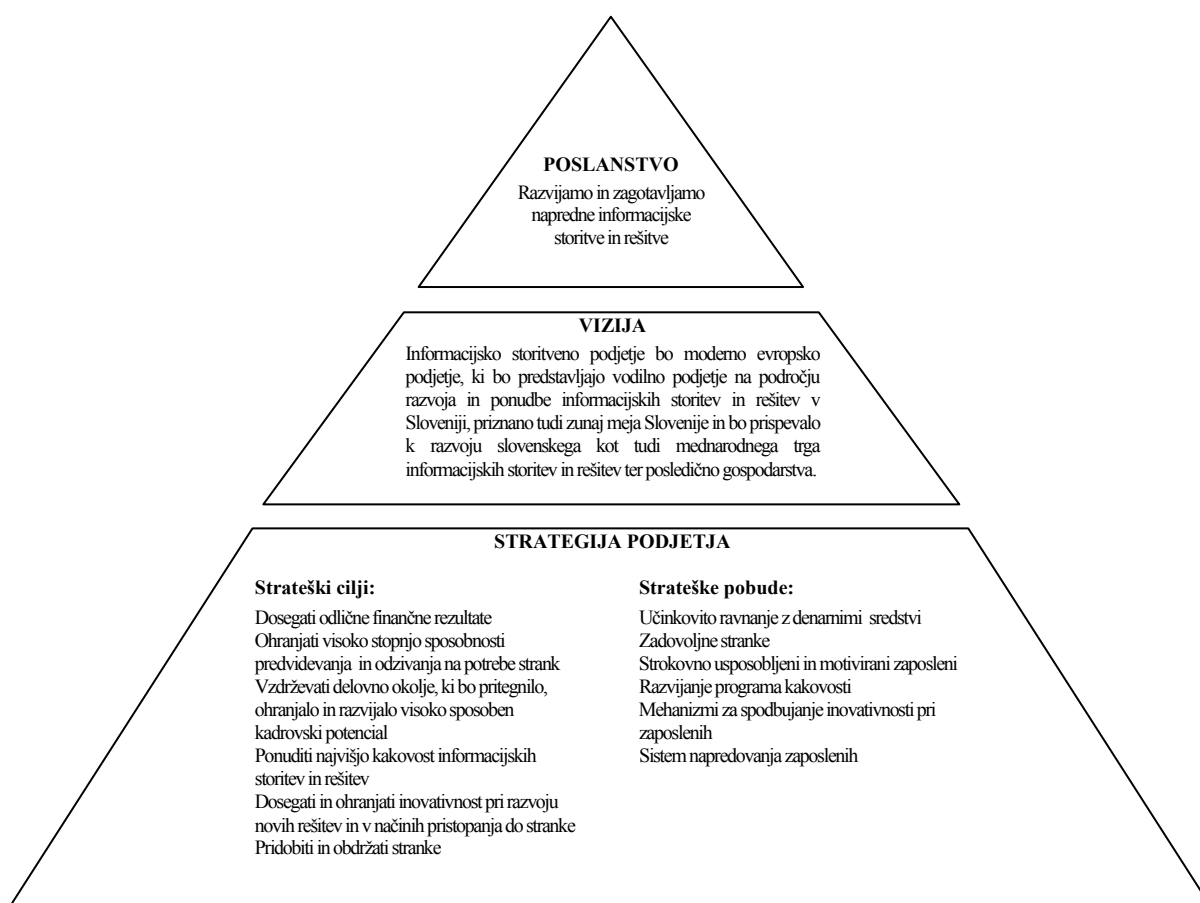 POSLANSTVO
Razvijamo in zagotavljamo
napredne informacijske
storitve in rešitve
VIZIJA
Informacijsko storitveno podjetje bo moderno evropsko
podjetje, ki bo predstavljajo vodilno podjetje na področju
razvoja in ponudbe informacijskih storitev in rešitev v
Sloveniji, priznano tudi zunaj meja Slovenije in bo prispevalo
k razvoju slovenskega kot tudi mednarodnega trga
informacijskih storitev in rešitev ter posledično gospodarstva.
STRATEGIJA PODJETJA
Strateški cilji:
Dosegati odlične finančne rezultate
Ohranjati visoko stopnjo sposobnosti
predvidevanja in odzivanja na potrebe strank
Vzdrževati delovno okolje, ki bo pritegnilo,
ohranjalo in razvijalo visoko sposoben
kadrovski potencial
Ponuditi najvišjo kakovost informacijskih
storitev in rešitev
Dosegati in ohranjati inovativnost pri razvoju
novih rešitev in v načinih pristopanja do stranke
Pridobiti in obdržati stranke
Strateške pobude:
Učinkovito ravnanje z denarnimi sredstvi
Zadovoljne stranke
Strokovno usposobljeni in motivirani zaposleni
Razvijanje programa kakovosti
Mehanizmi za spodbujanje inovativnosti pri
zaposlenih
Sistem napredovanja zaposlenih